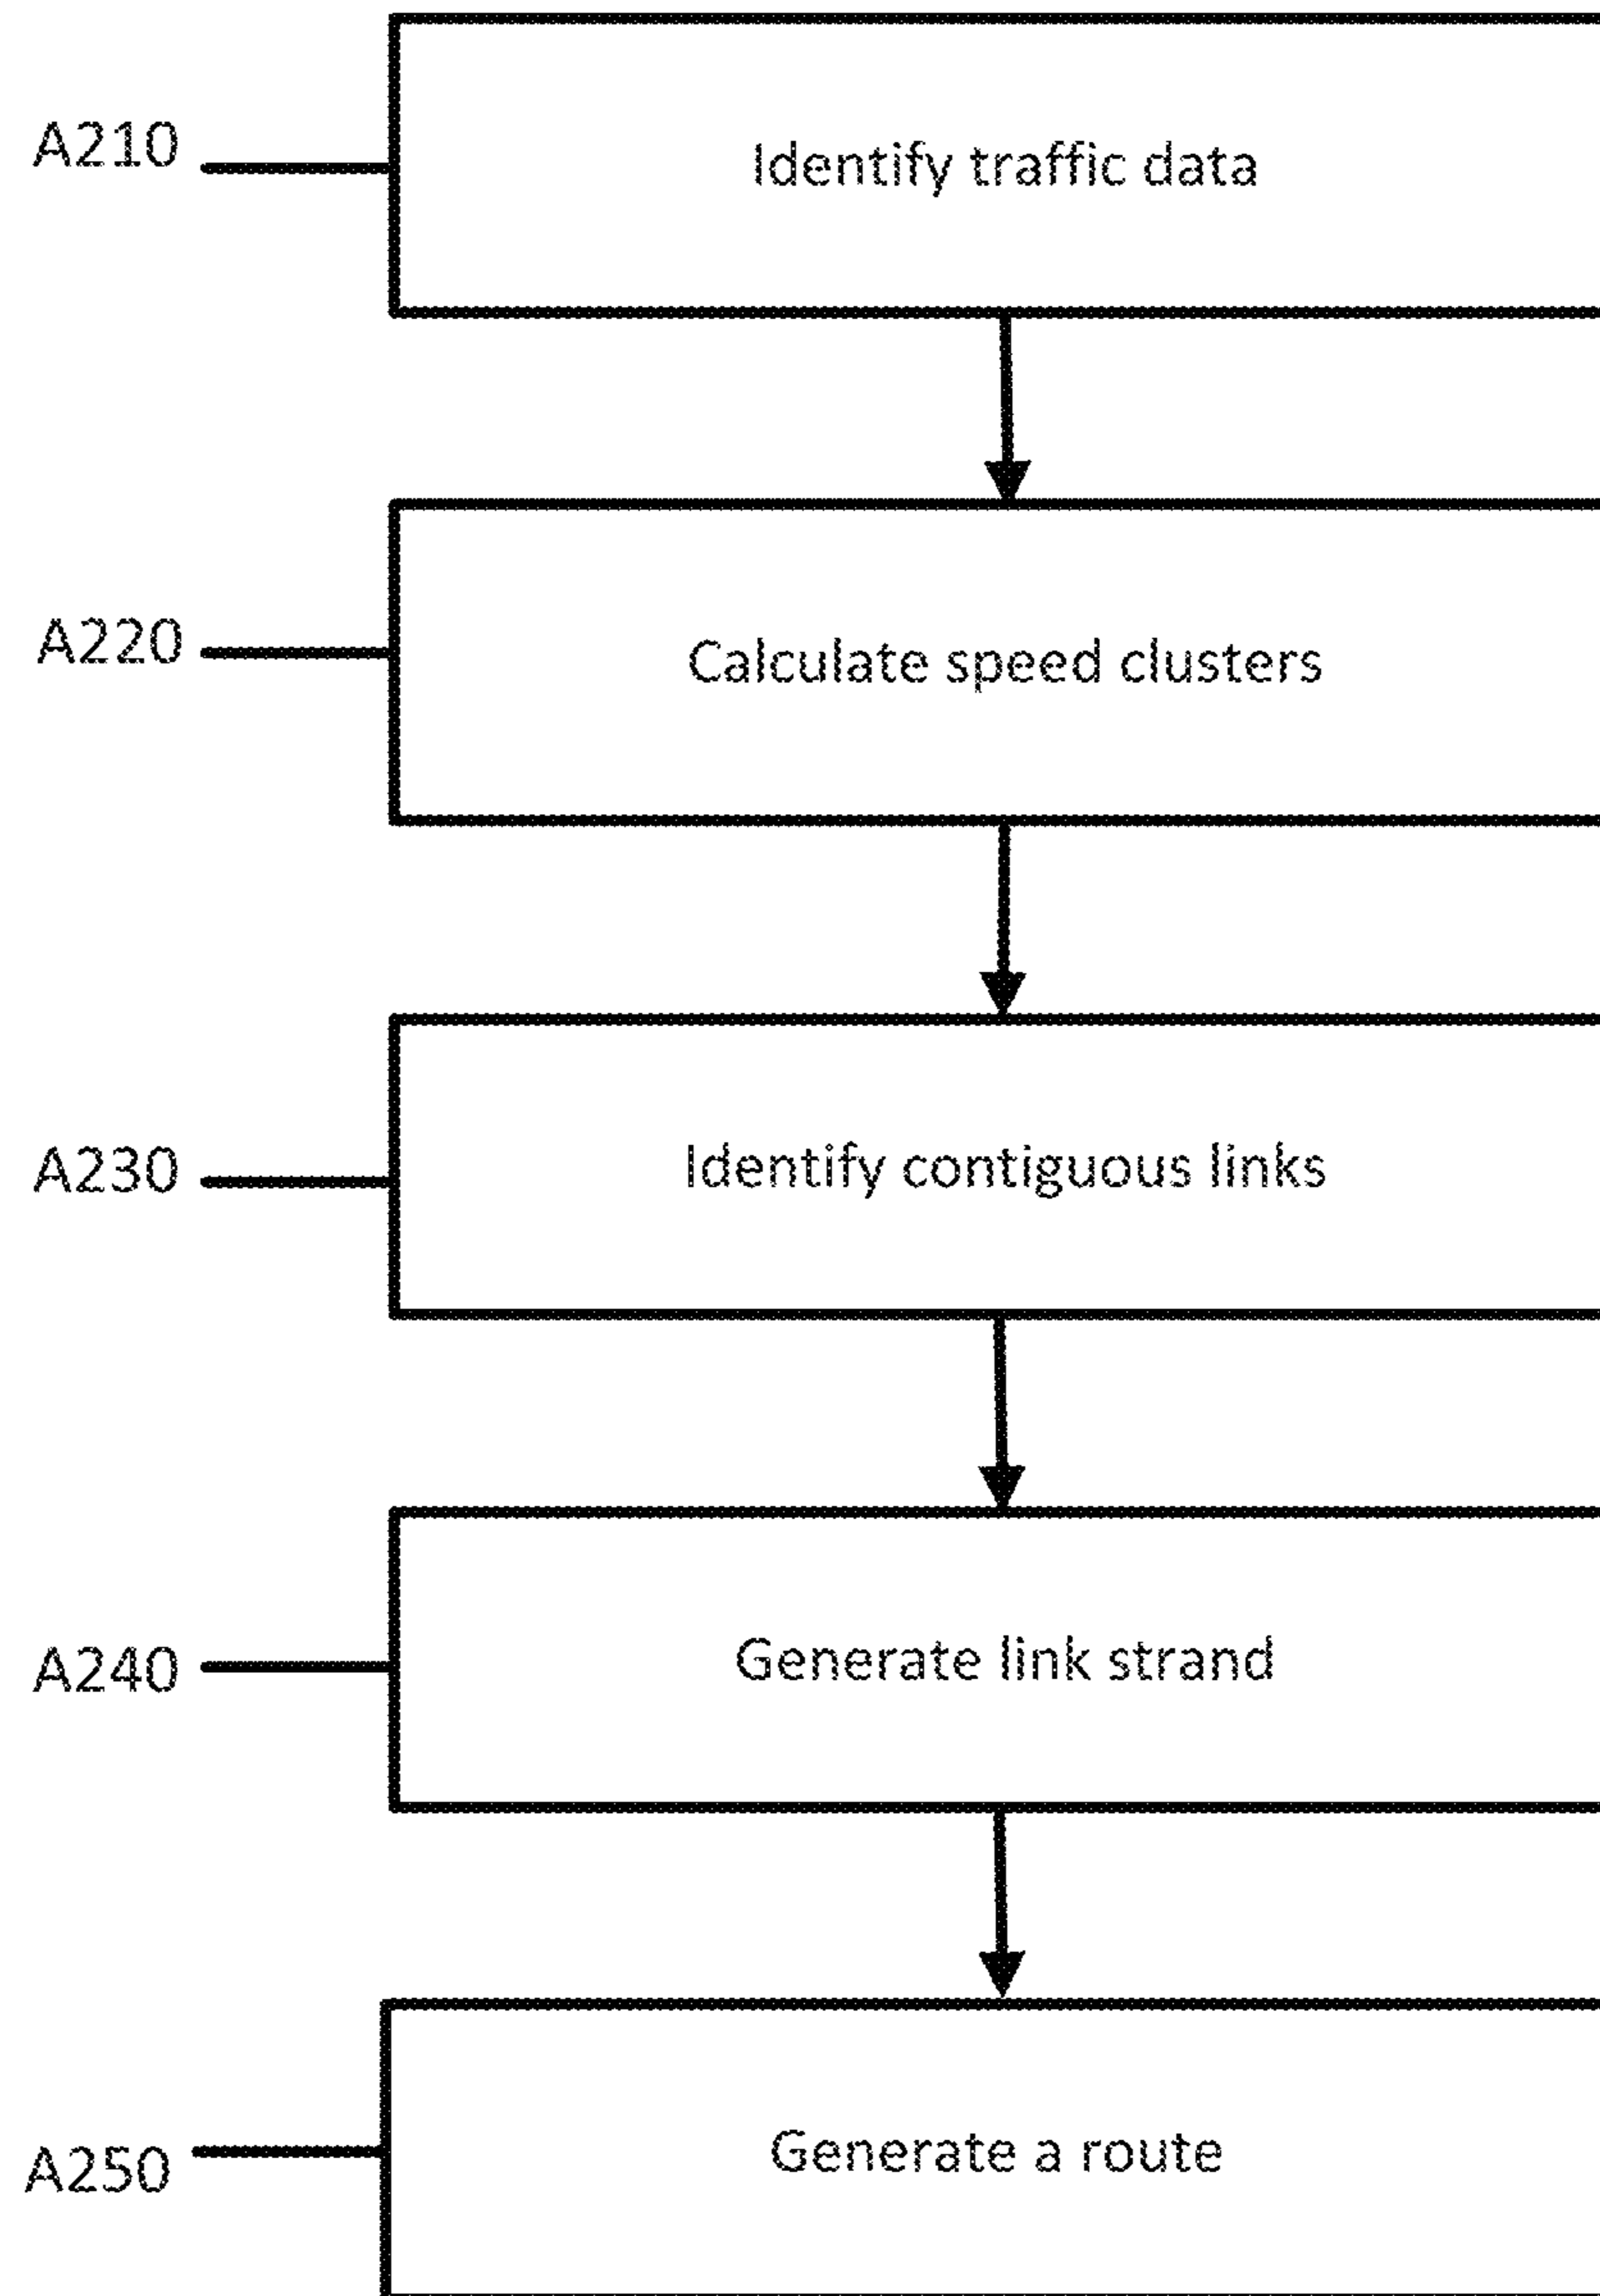 A210
Identify traffic data
A220
Calculate speed clusters
A230
Identify contiguous links
A240
Generate link strand
A250
Generate a route